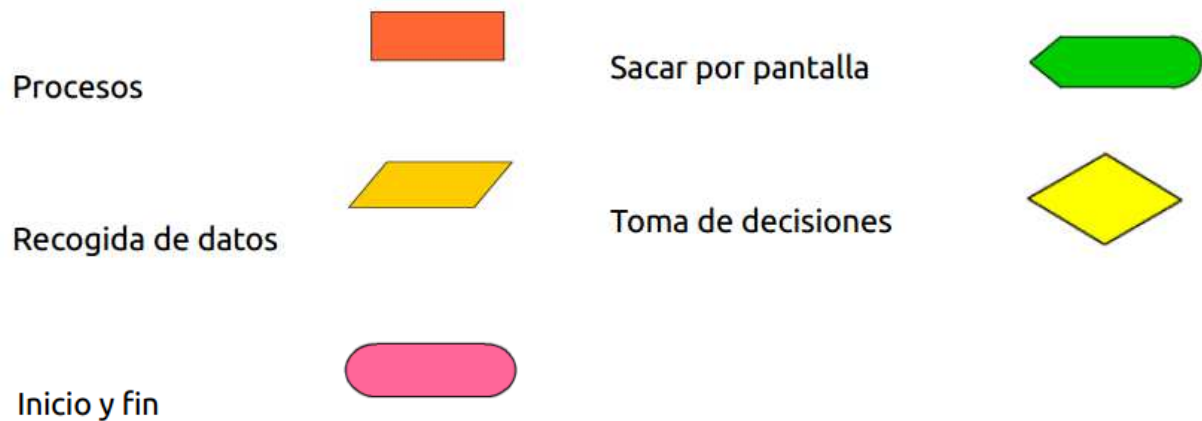 Procesos
Sacar por pantalla
Recogida de datos
Toma de decisiones
Inicio y fin